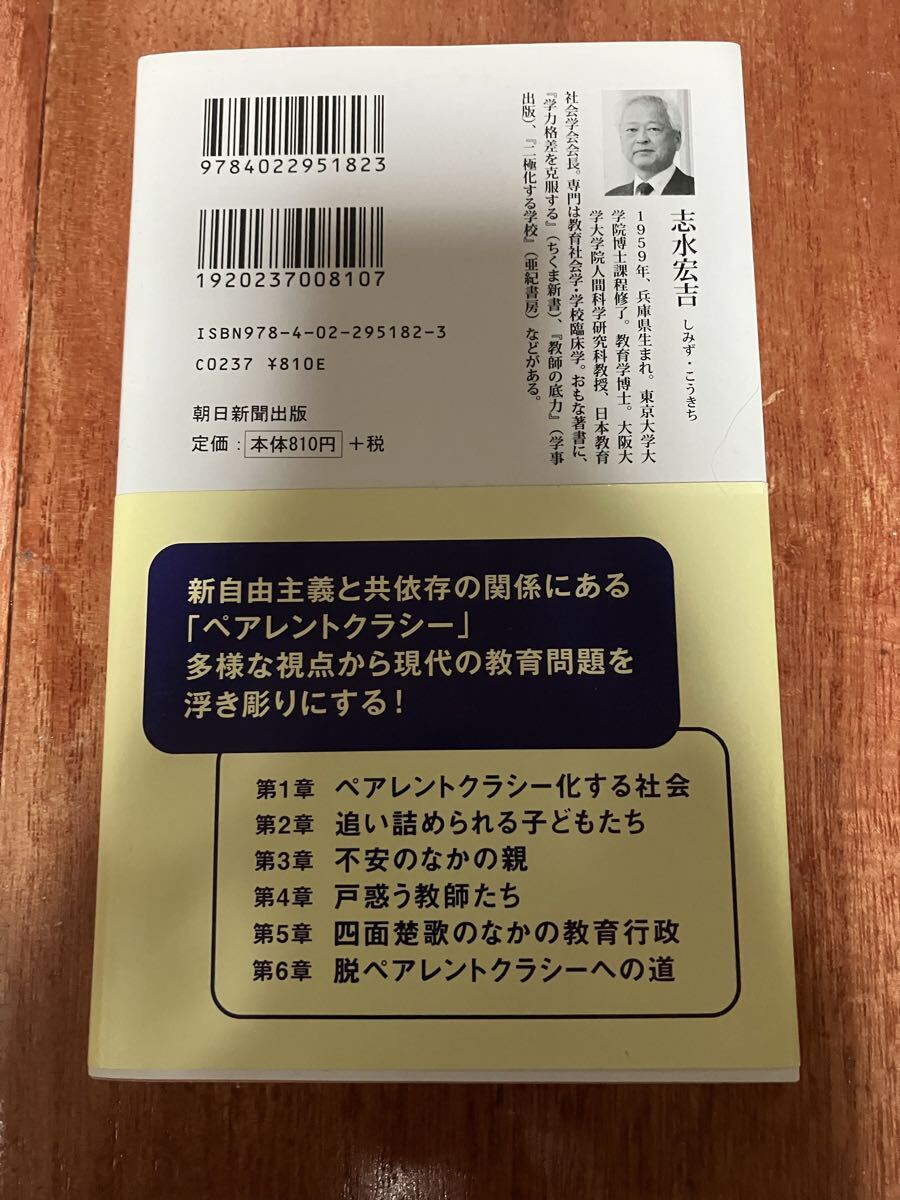 9784022951823
1920237008107
ISBN978-4-02-295182-3
C0237 ¥810E
朝日新聞出版
定価：本体810円+税
志水宏吉 しみず・こうきち
1959年、兵庫県生まれ。東京大学大
学院博士課程修了。教育学博士。大阪大
学大学院人間科学研究科教授、日本教育
社会学会会長。専門は教育社会学・学校臨床学。おもな著書に、
『学力格差を克服する』（ちくま新書）、『教師の底力』（学事
出版）、『二極化する学校』（亜紀書房）などがある。
新自由主義と共依存の関係にある
「ペアレントクラシー」
多様な視点から現代の教育問題を
浮き彫りにする！
第1章 ペアレントクラシー化する社会
第2章 追い詰められる子どもたち
第3章 不安のなかの親
第4章 戸惑う教師たち
第5章 四面楚歌のなかの教育行政
第6章 脱ペアレントクラシーへの道